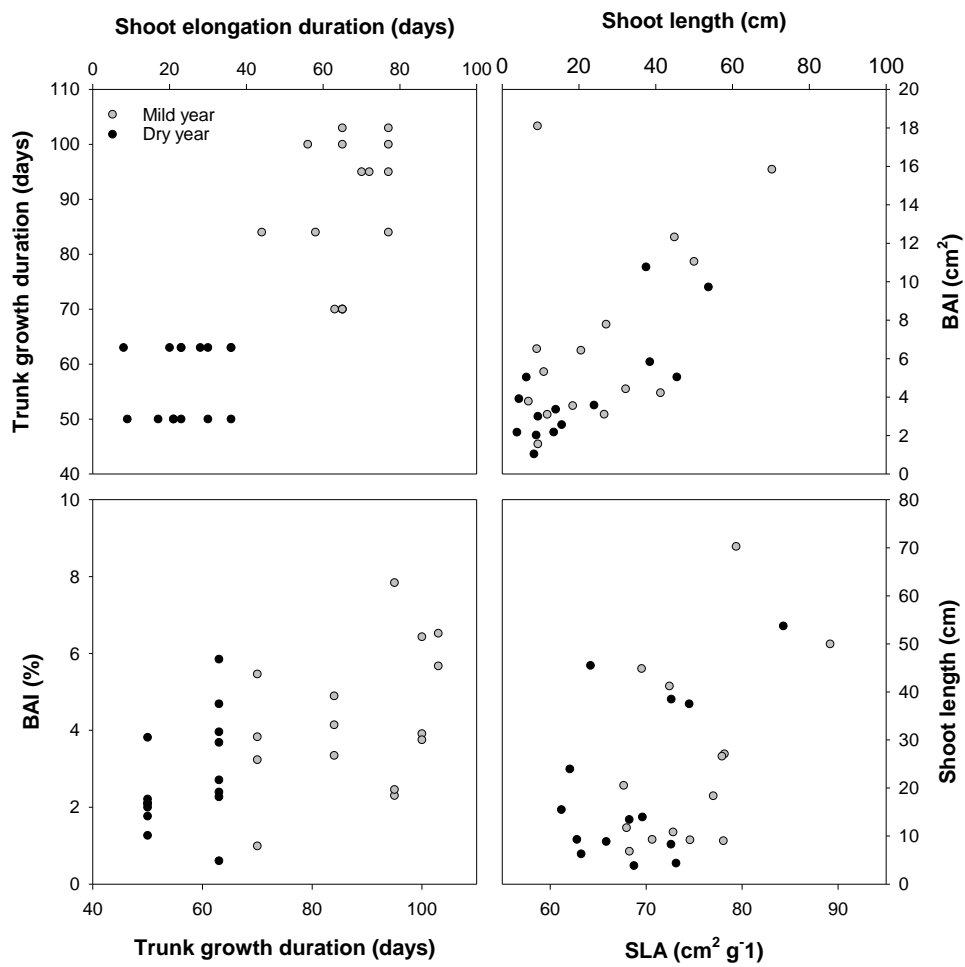 Shoot elongation duration (days)
Shoot length (cm)
0 20 40 60 80 100
0 20 40 60 80 100
110
100
90
80
70
60
50
40
Trunk growth duration (days)
Mild year
Dry year
20
18
16
14
12
10
8
6
4
2
0
BAI (cm²)
10
8
6
4
2
0
BAI (%)
80
70
60
50
40
30
20
10
0
Shoot length (cm)
40 60 80 100
60 70 80 90
Trunk growth duration (days)
SLA (cm² g⁻¹)